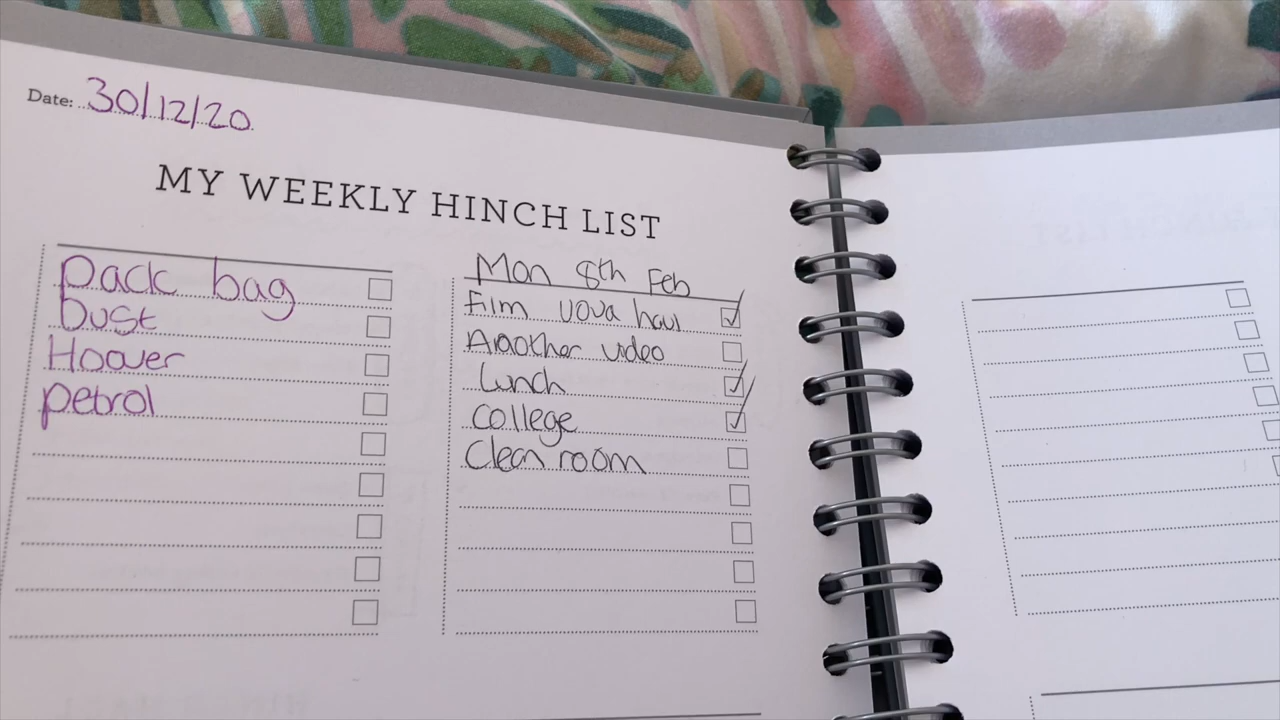 Date: 30/12/20
MY WEEKLY HINCH LIST
Pack bag
Dust
Hoover
Petrol
Mon 8th Feb
Film vova haul
Another video
Lunch
College
Clean room